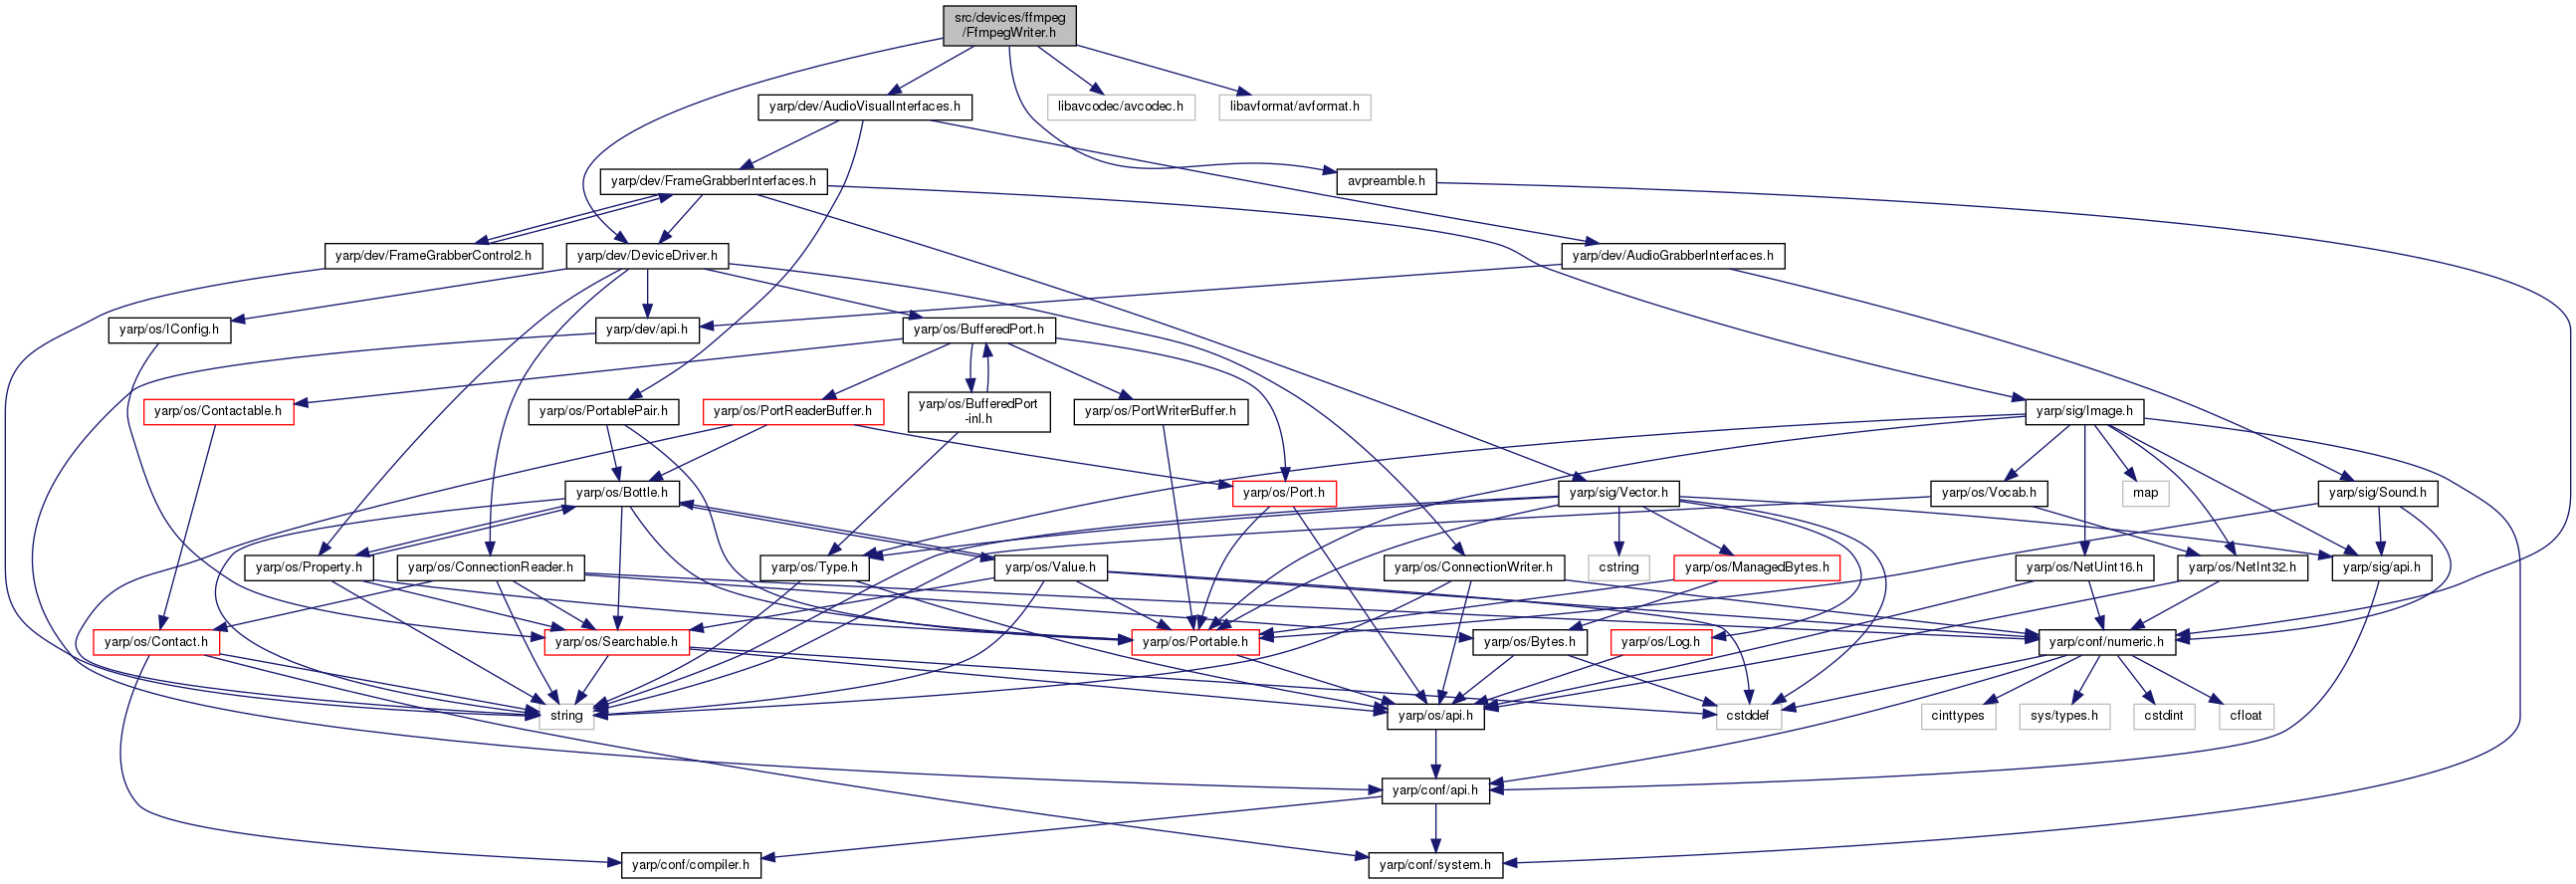 src/devices/ffmpeg
/FfmpegWriter.h
yarp/dev/AudioVisualInterfaces.h
libavcodec/avcodec.h
libavformat/avformat.h
yarp/dev/FrameGrabberInterfaces.h
avpreamble.h
yarp/dev/FrameGrabberControl2.h
yarp/dev/DeviceDriver.h
yarp/dev/AudioGrabberInterfaces.h
yarp/os/IConfig.h
yarp/dev/api.h
yarp/os/BufferedPort.h
yarp/os/Contactable.h
yarp/os/PortablePair.h
yarp/os/PortReaderBuffer.h
yarp/os/BufferedPort
-inl.h
yarp/os/PortWriterBuffer.h
yarp/sig/Image.h
yarp/os/Bottle.h
yarp/os/Port.h
yarp/sig/Vector.h
yarp/os/Vocab.h
map
yarp/sig/Sound.h
yarp/os/Property.h
yarp/os/ConnectionReader.h
yarp/os/Type.h
yarp/os/Value.h
yarp/os/ConnectionWriter.h
cstring
yarp/os/ManagedBytes.h
yarp/os/NetUint16.h
yarp/os/NetInt32.h
yarp/sig/api.h
yarp/os/Contact.h
yarp/os/Searchable.h
yarp/os/Portable.h
yarp/os/Bytes.h
yarp/os/Log.h
yarp/conf/numeric.h
string
yarp/os/api.h
cstddef
cinttypes
sys/types.h
cstdint
cfloat
yarp/conf/api.h
yarp/conf/compiler.h
yarp/conf/system.h